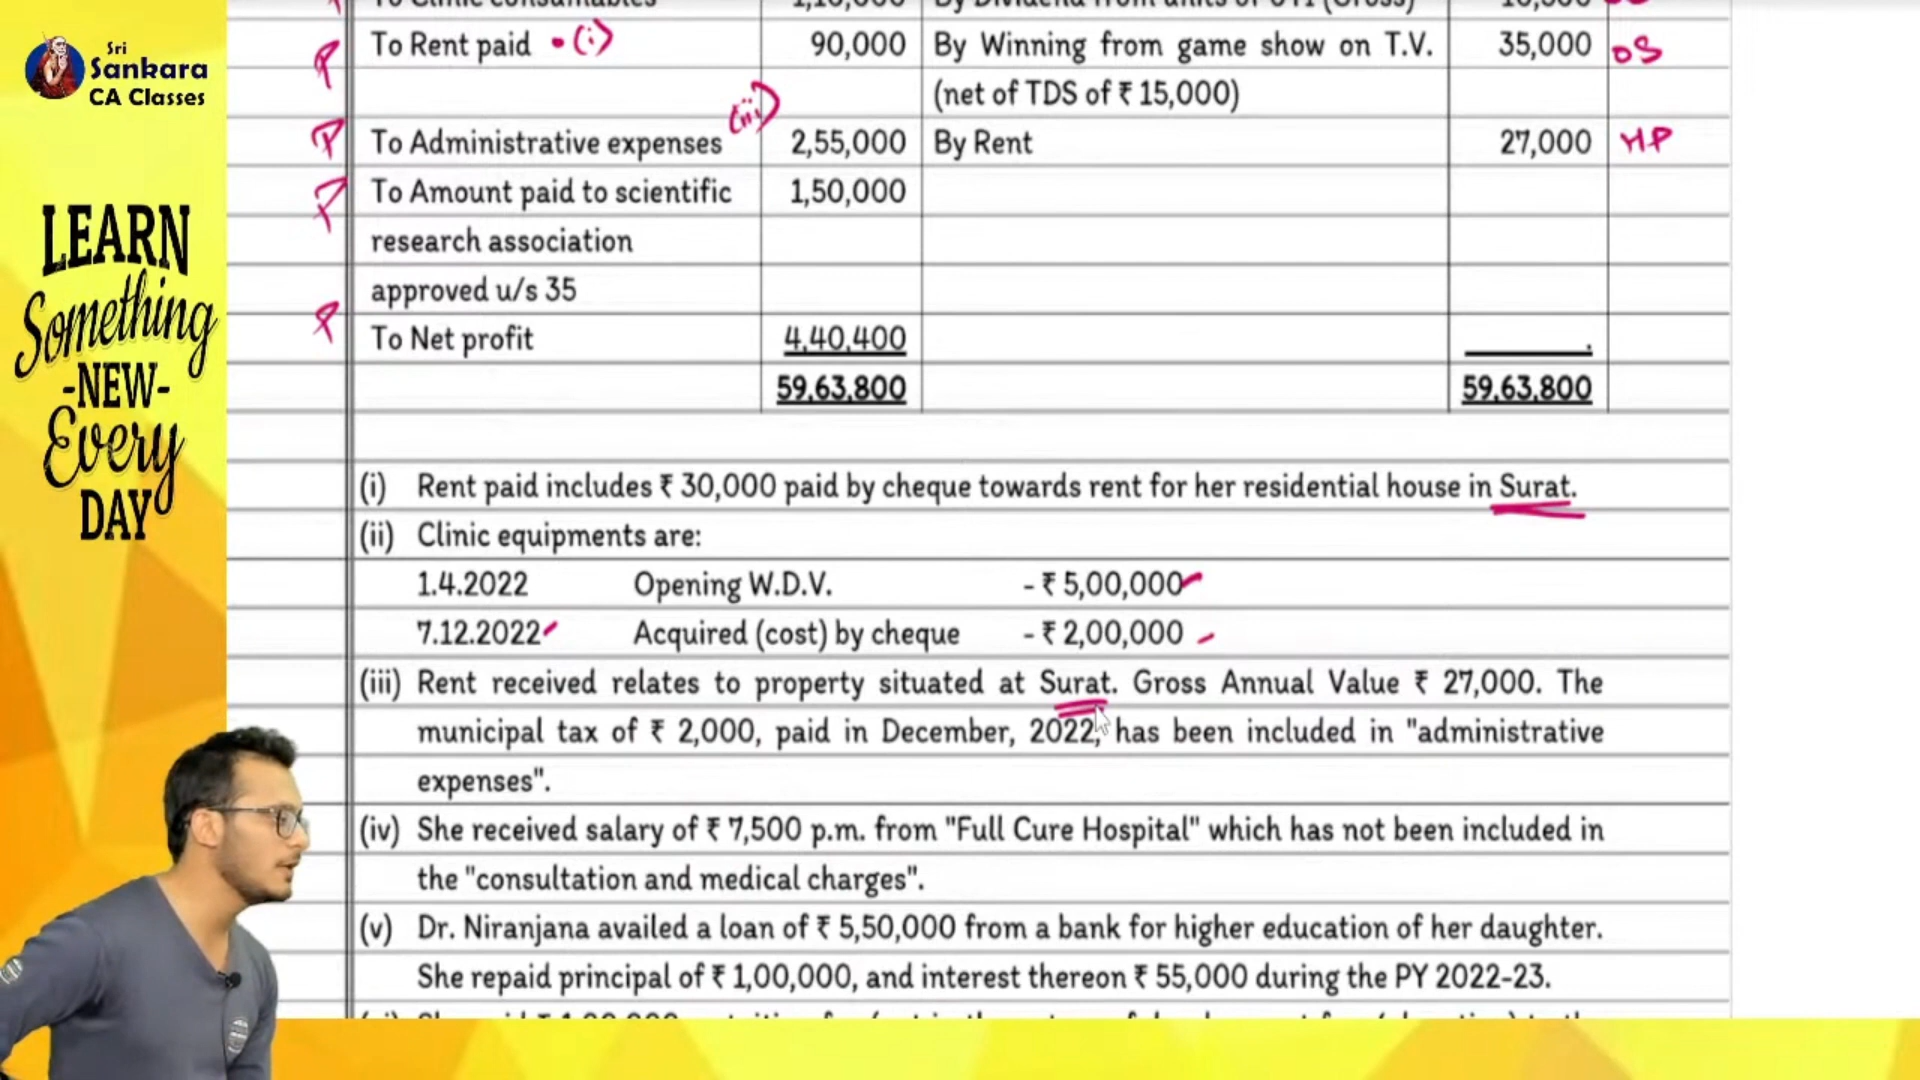 Sri
Sankara
CA Classes
LEARN
Something
-NEW-
Every
DAY
To Clinic consumables
P To Rent paid • (i) 90,000 By Winning from game show on T.V. 35,000 OS
(net of TDS of ₹ 15,000)
P To Administrative expenses (iii) 2,55,000 By Rent 27,000 HP
P To Amount paid to scientific 1,50,000
research association
approved u/s 35
P To Net profit 4,40,400
59,63,800 59,63,800
(i) Rent paid includes ₹ 30,000 paid by cheque towards rent for her residential house in Surat.
(ii) Clinic equipments are:
1.4.2022 Opening W.D.V. - ₹ 5,00,000
7.12.2022 Acquired (cost) by cheque - ₹ 2,00,000
(iii) Rent received relates to property situated at Surat. Gross Annual Value ₹ 27,000. The
municipal tax of ₹ 2,000, paid in December, 2022, has been included in "administrative
expenses".
(iv) She received salary of ₹ 7,500 p.m. from "Full Cure Hospital" which has not been included in
the "consultation and medical charges".
(v) Dr. Niranjana availed a loan of ₹ 5,50,000 from a bank for higher education of her daughter.
She repaid principal of ₹ 1,00,000, and interest thereon ₹ 55,000 during the PY 2022-23.